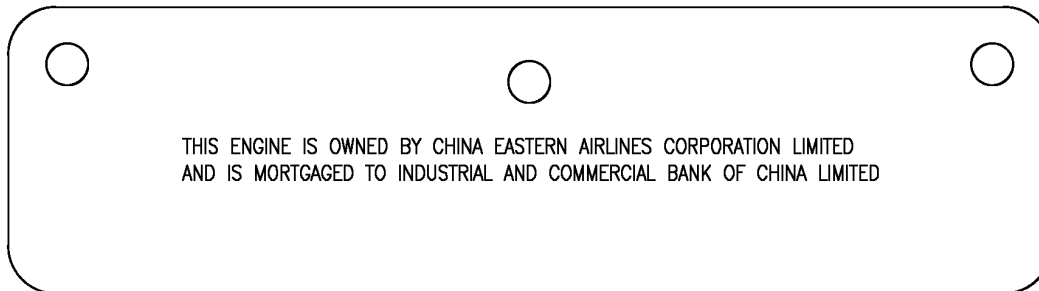 THIS ENGINE IS OWNED BY CHINA EASTERN AIRLINES CORPORATION LIMITED
AND IS MORTGAGED TO INDUSTRIAL AND COMMERCIAL BANK OF CHINA LIMITED